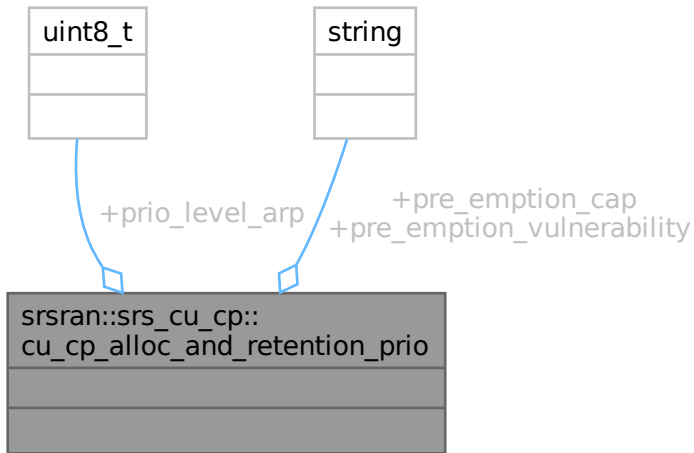 uint8_t
string
+prio_level_arp
+pre_emption_cap
+pre_emption_vulnerability
srsran::srs_cu_cp::
cu_cp_alloc_and_retention_prio